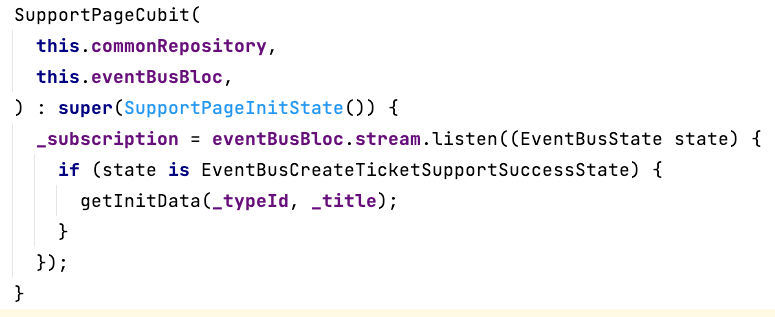 SupportPageCubit(
  this.commonRepository,
  this.eventBusBloc,
) : super(SupportPageInitState()) {
  _subscription = eventBusBloc.stream.listen((EventBusState state) {
    if (state is EventBusCreateTicketSupportSuccessState) {
      getInitData(_typeId, _title);
    }
  });
}